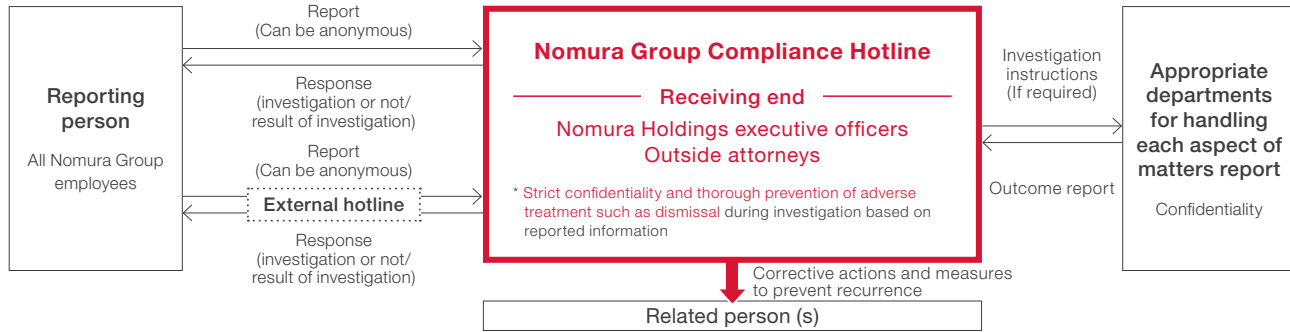 Reporting
person
All Nomura Group
employees
Report
(Can be anonymous)
Response
(investigation or not/
result of investigation)
Report
(Can be anonymous)
External hotline
Response
(investigation or not/
result of investigation)
Nomura Group Compliance Hotline
Receiving end
Nomura Holdings executive officers
Outside attorneys
* Strict confidentiality and thorough prevention of adverse
treatment such as dismissal during investigation based on
reported information
Corrective actions and measures
to prevent recurrence
Related person (s)
Investigation
instructions
(If required)
Outcome report
Appropriate
departments
for handling
each aspect of
matters report
Confidentiality